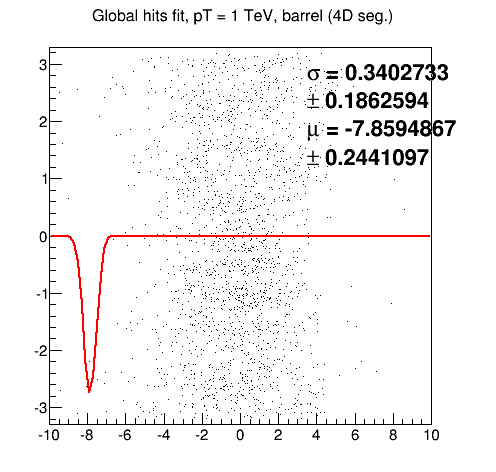 Global hits fit, pT = 1 TeV, barrel (4D seg.)
σ = 0.3402733
± 0.1862594
μ = -7.8594867
± 0.2441097
3
2
1
0
-1
-2
-3
-10 -8 -6 -4 -2 0 2 4 6 8 10